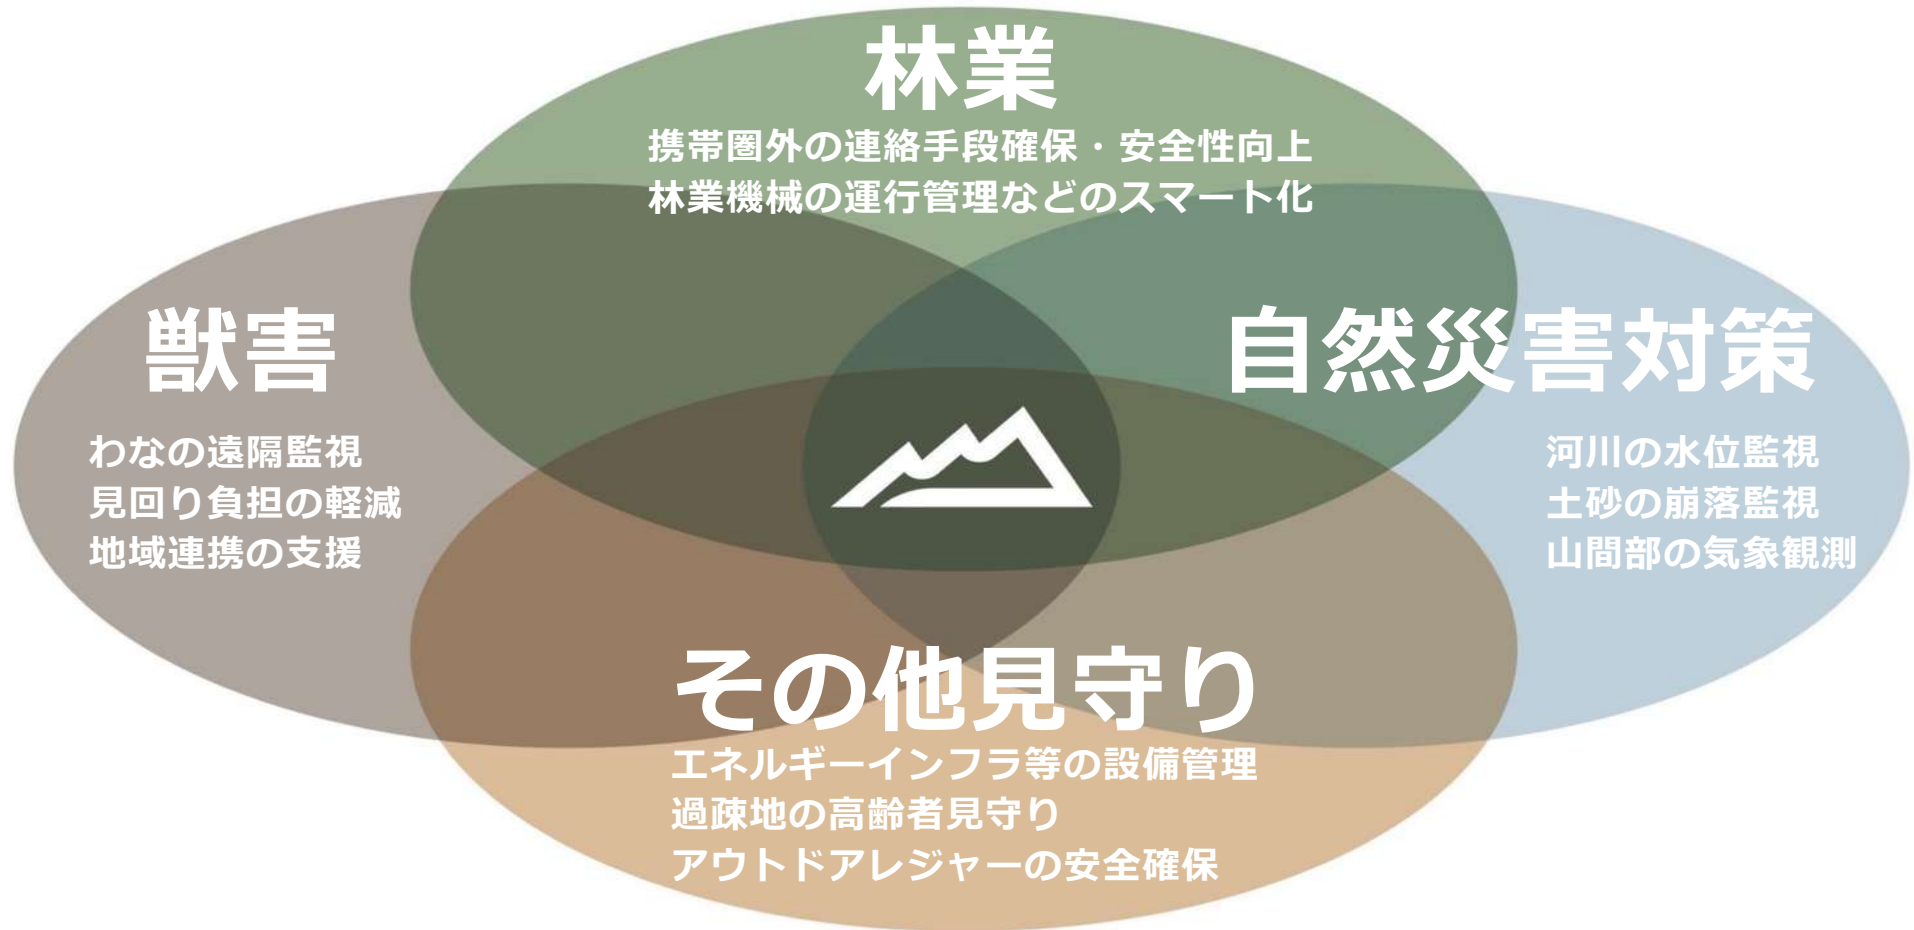 林業
携帯圏外の連絡手段確保・安全性向上
林業機械の運行管理などのスマート化
獣害
わなの遠隔監視
見回り負担の軽減
地域連携の支援
自然災害対策
河川の水位監視
土砂の崩落監視
山間部の気象観測
その他見守り
エネルギーインフラ等の設備管理
過疎地の高齢者見守り
アウトドアレジャーの安全確保